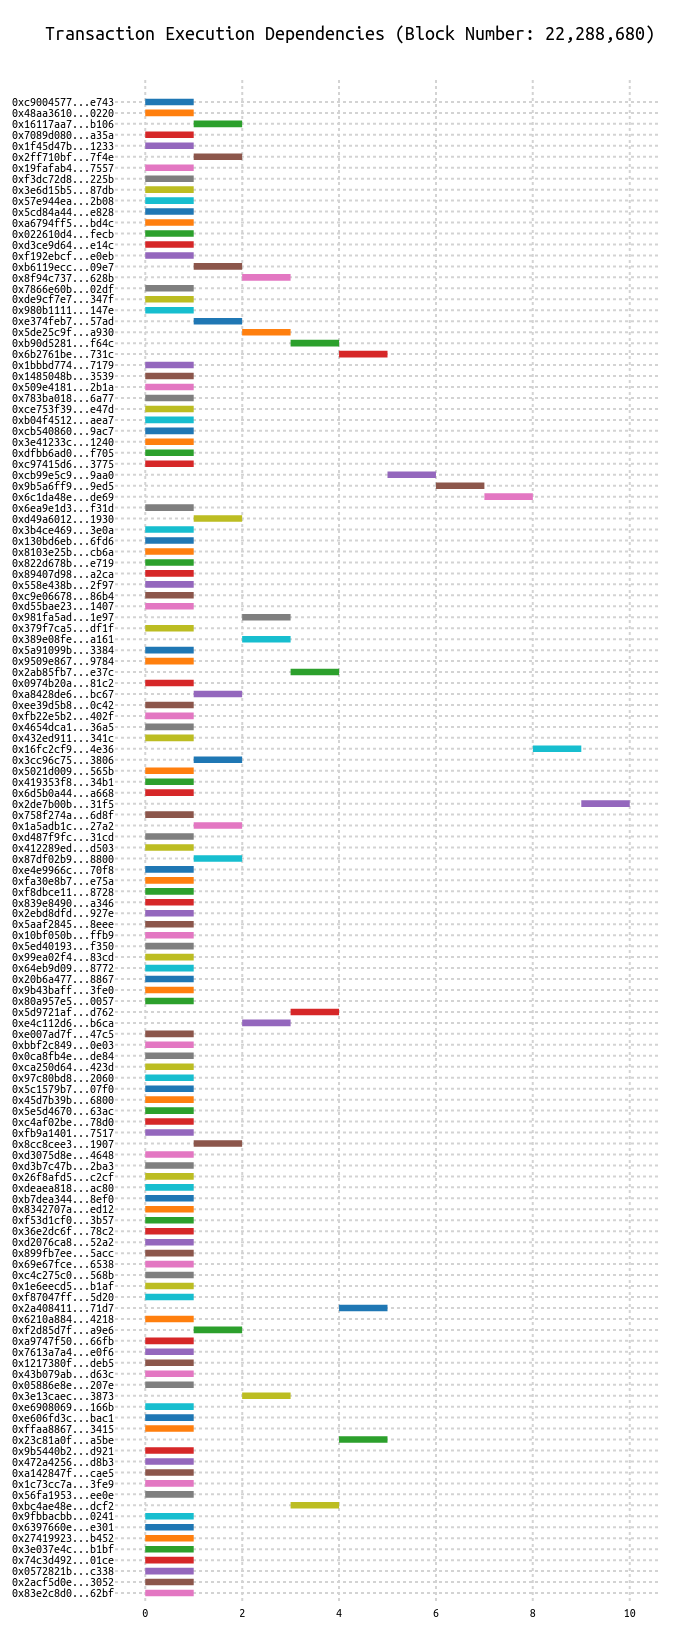 Transaction Execution Dependencies (Block Number: 22,288,680)
0xc9004577...e743
0x48aa3610...0220
0x16117aa7...b106
0x7089d080...a35a
0x1f45d47b...1233
0x2ff710bf...7f4e
0x19fafab4...7557
0xf3dc72d8...225b
0x3e6d15b5...87db
0x57e944ea...2b08
0x5cd84a44...e828
0xa6794ff5...bd4c
0x022610d4...fecb
0xd3ce9d64...e14c
0xf192ebcf...e0eb
0xb6119ecc...09e7
0x8f94c737...628b
0x7866e60b...02df
0xde9cf7e7...347f
0x980b1111...147e
0xe374feb7...57ad
0x5de25c9f...a930
0xb90d5281...f64c
0x6b2761be...731c
0x1bbbd774...7179
0x1485048b...3539
0x509e4181...2b1a
0x783ba018...6a77
0xce753f39...e47d
0xb04f4512...aea7
0xcb540860...9ac7
0x3e41233c...1240
0xdfbb6ad0...f705
0xc97415d6...3775
0xcb99e5c9...9aa0
0x9b5a6ff9...9ed5
0x6c1da48e...de69
0x6ea9e1d3...f31d
0xd49a6012...1930
0x3b4ce469...3e0a
0x130bd6eb...6fd6
0x8103e25b...cb6a
0x822d678b...e719
0x89407d98...a2ca
0x558e438b...2f97
0xc9e06678...86b4
0xd55bae23...1407
0x981fa5ad...1e97
0x379f7ca5...df1f
0x389e08fe...a161
0x5a91099b...3384
0x9509e867...9784
0x2ab85fb7...e37c
0x0974b20a...81c2
0xa8428de6...bc67
0xee39d5b8...0c42
0xfb22e5b2...402f
0x4654dca1...36a5
0x432ed911...341c
0x16fc2cf9...4e36
0x3cc96c75...3806
0x5021d009...565b
0x419353f8...34b1
0x6d5b0a44...a668
0x2de7b00b...31f5
0x758f274a...6d8f
0x1a5adb1c...27a2
0xd487f9fc...31cd
0x412289ed...d503
0x87df02b9...8800
0xe4e9966c...70f8
0xfa30e8b7...e75a
0xf8dbce11...8728
0x839e8490...a346
0x2ebd8dfd...927e
0x5aaf2845...8eee
0x10bf050b...ffb9
0x5ed40193...f350
0x99ea02f4...83cd
0x64eb9d09...8772
0x20b6a477...8867
0x9b43baff...3fe0
0x80a957e5...0057
0x5d9721af...d762
0xe4c112d6...b6ca
0xe007ad7f...47c5
0xbbf2c849...0e03
0x0ca8fb4e...de84
0xca250d64...423d
0x97c80bd8...2060
0x5c1579b7...07f0
0x45d7b39b...6800
0x5e5d4670...63ac
0xc4af02be...78d0
0xfb9a1401...7517
0x8cc8cee3...1907
0xd3075d8e...4648
0xd3b7c47b...2ba3
0x26f8afd5...c2cf
0xdeaea818...ac80
0xb7dea344...8ef0
0x8342707a...ed12
0xf53d1cf0...3b57
0x36e2dc6f...78c2
0xd2076ca8...52a2
0x899fb7ee...5acc
0x69e67fce...6538
0xc4c275c0...568b
0x1e6eecd5...b1af
0xf87047ff...5d20
0x2a408411...71d7
0x6210a884...4218
0xf2d85d7f...a9e6
0xa9747f50...66fb
0x7613a7a4...e0f6
0x1217380f...deb5
0x43b079ab...d63c
0x05886e8e...207e
0x3e13caec...3873
0xe6908069...166b
0xe606fd3c...bac1
0xffaa8867...3415
0x23c81a0f...a5be
0x9b5440b2...d921
0x472a4256...d8b3
0xa142847f...cae5
0x1c73cc7a...3fe9
0x56fa1953...ee0e
0xbc4ae48e...dcf2
0x9fbbacbb...0241
0x6397660e...e301
0x27419923...b452
0x3e037e4c...b1bf
0x74c3d492...01ce
0x0572821b...c338
0x2acf5d0e...3052
0x83e2c8d0...62bf
0 2 4 6 8 10